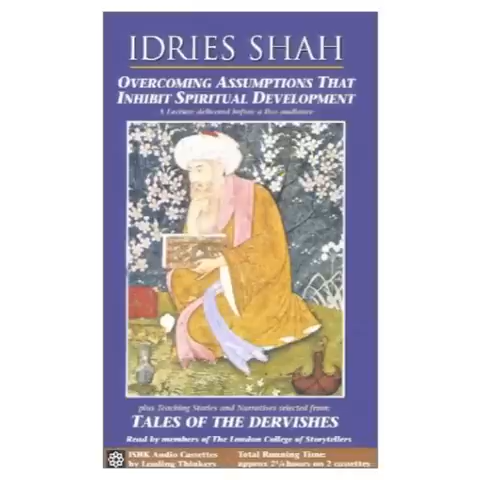 IDRIES SHAH
OVERCOMING ASSUMPTIONS THAT
INHIBIT SPIRITUAL DEVELOPMENT
A Lecture delivered before a live audience
plus Teaching Stories and Narratives selected from:
TALES OF THE DERVISHES
Read by members of The London College of Storytellers
ISHK Audio Cassettes Total Running Time:
by Leading Thinkers approx 2¼ hours on 2 cassettes